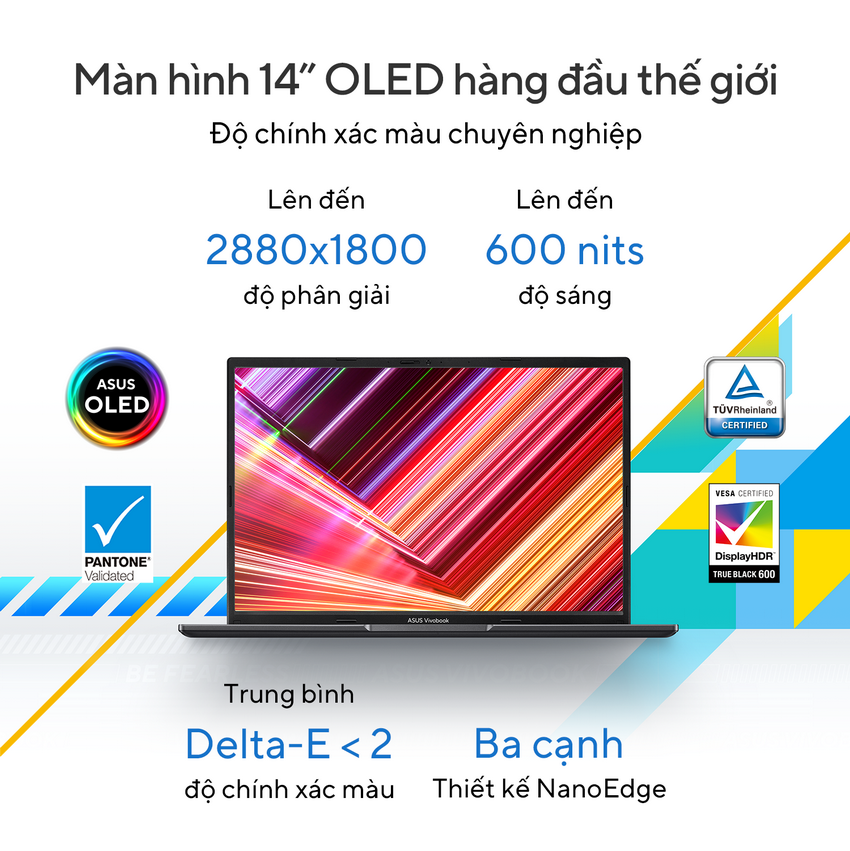 Màn hình 14” OLED hàng đầu thế giới
Độ chính xác màu chuyên nghiệp
Lên đến
2880x1800
độ phân giải
Lên đến
600 nits
độ sáng
ASUS
OLED
TÜVRheinland®
CERTIFIED
PANTONE®
Validated
VESA CERTIFIED
DisplayHDR™
TRUE BLACK 600
ASUS Vivobook
Trung bình
Delta-E < 2
độ chính xác màu
Ba cạnh
Thiết kế NanoEdge